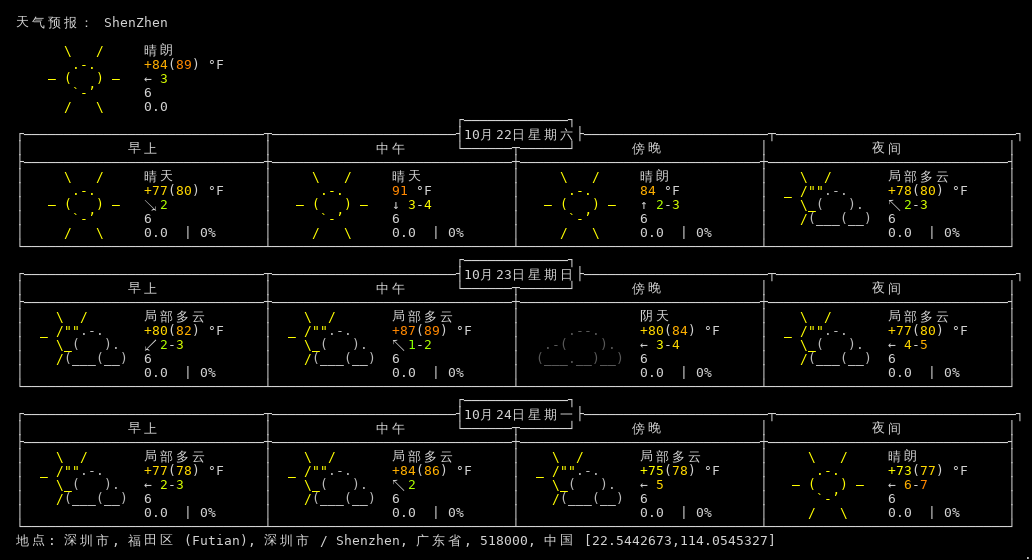 天气预报： ShenZhen
晴朗
+84(89) °F
← 3
6
0.0
10月22日星期六
早上 中午 傍晚 夜间
晴天 晴天 晴朗 局部多云
+77(80) °F 91 °F 84 °F +78(80) °F
↘ 2 ↓ 3-4 ↑ 2-3 ↖ 2-3
6 6 6 6
0.0 | 0% 0.0 | 0% 0.0 | 0% 0.0 | 0%
10月23日星期日
早上 中午 傍晚 夜间
局部多云 局部多云 阴天 局部多云
+80(82) °F +87(89) °F +80(84) °F +77(80) °F
↙ 2-3 ↖ 1-2 ← 3-4 ← 4-5
6 6 6 6
0.0 | 0% 0.0 | 0% 0.0 | 0% 0.0 | 0%
10月24日星期一
早上 中午 傍晚 夜间
局部多云 局部多云 局部多云 晴朗
+77(78) °F +84(86) °F +75(78) °F +73(77) °F
← 2-3 ↖ 2 ← 5 ← 6-7
6 6 6 6
0.0 | 0% 0.0 | 0% 0.0 | 0% 0.0 | 0%
地点: 深圳市, 福田区 (Futian), 深圳市 / Shenzhen, 广东省, 518000, 中国 [22.5442673,114.0545327]